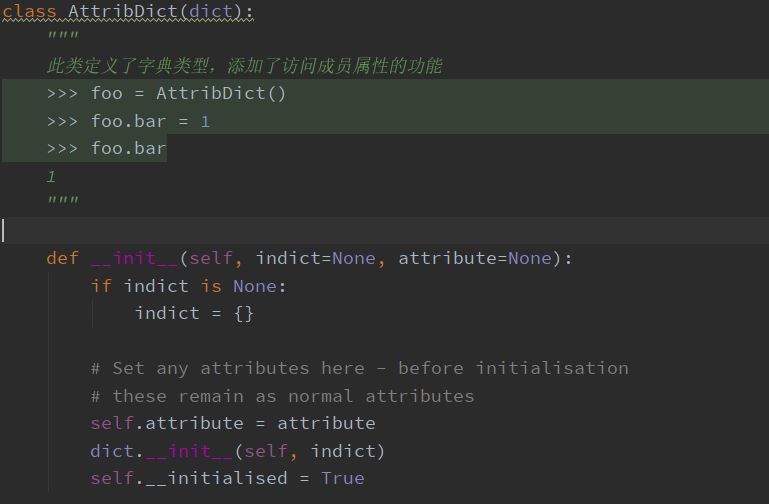 class AttribDict(dict):
    """
    此类定义了字典类型，添加了访问成员属性的功能
    >>> foo = AttribDict()
    >>> foo.bar = 1
    >>> foo.bar
    1
    """
    def __init__(self, indict=None, attribute=None):
        if indict is None:
            indict = {}
        # Set any attributes here - before initialisation
        # these remain as normal attributes
        self.attribute = attribute
        dict.__init__(self, indict)
        self.__initialised = True